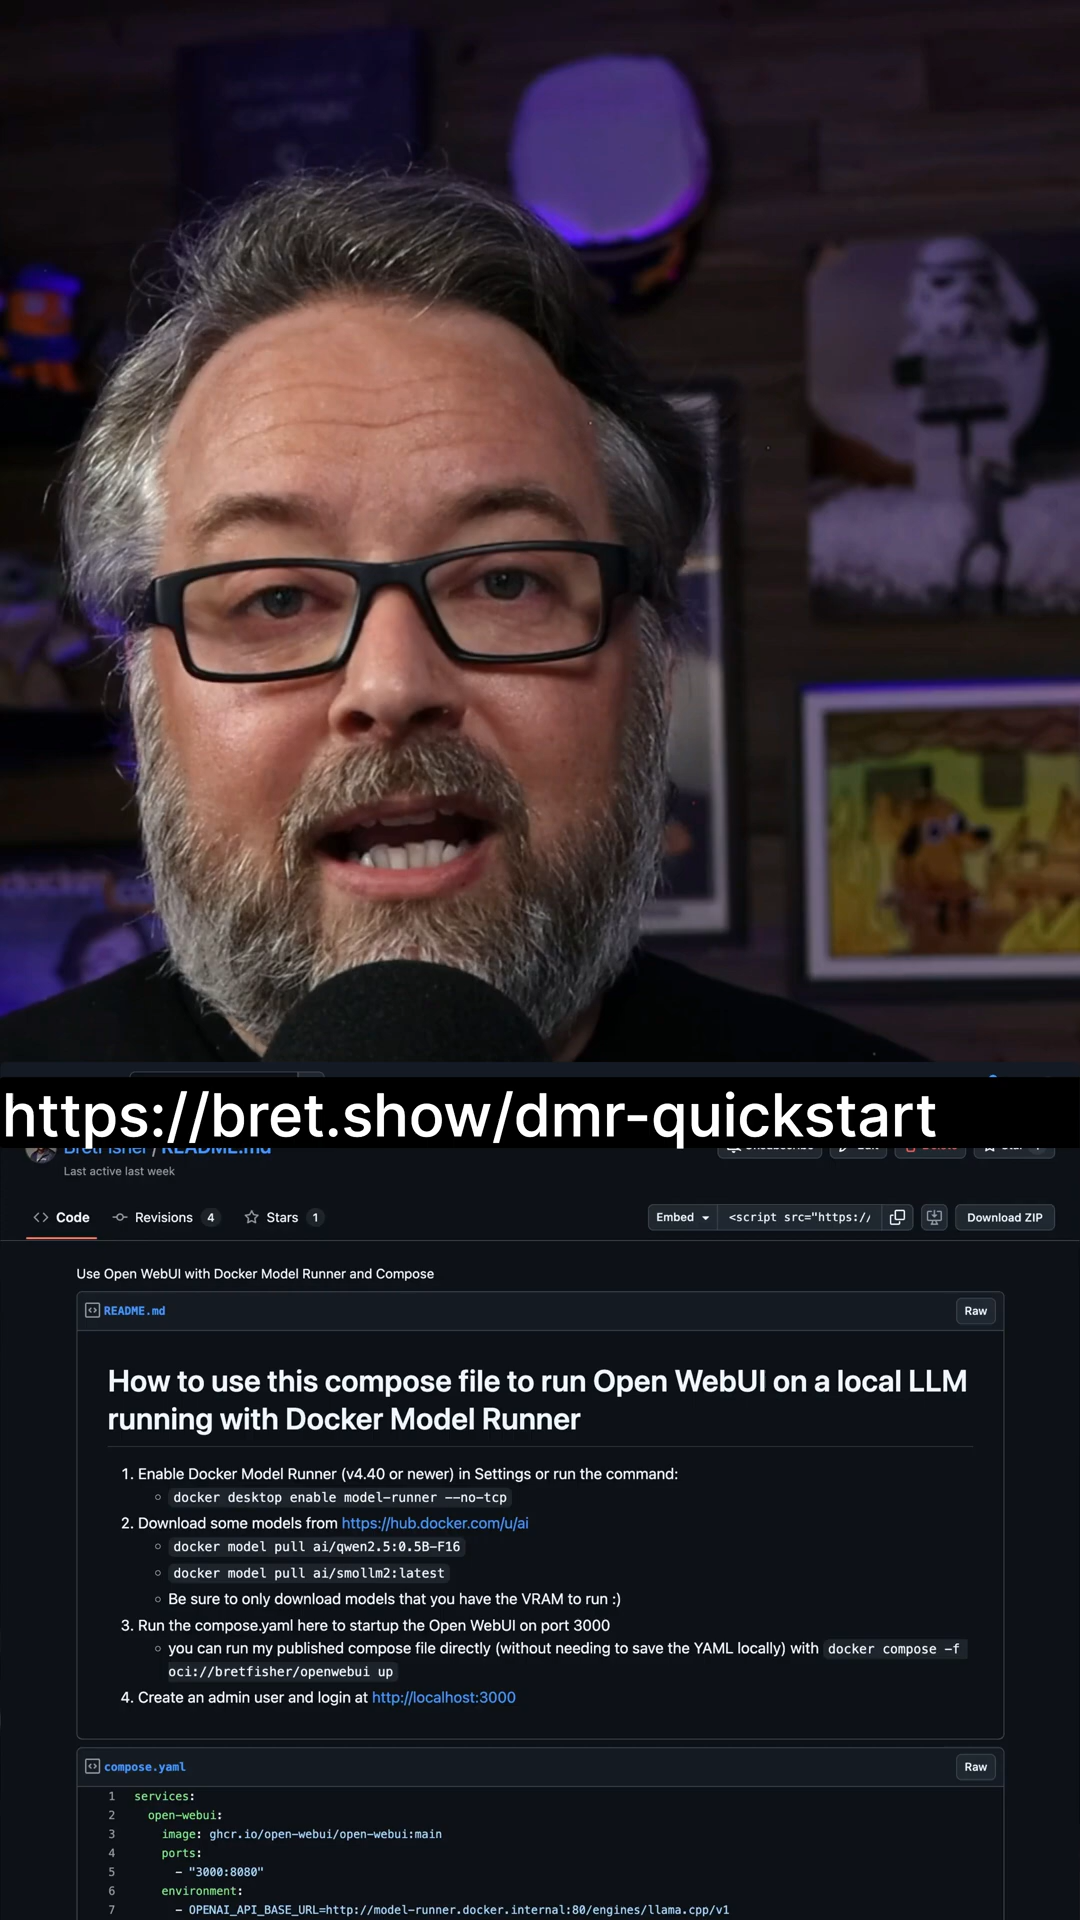 CAPTAIN
docker
https://bret.show/dmr-quickstart
BretFisher / README.md
Unsubscribe Edit Delete Star
Last active last week
Code Revisions 4 Stars 1 Embed <script src="https:// Download ZIP
Use Open WebUI with Docker Model Runner and Compose
README.md Raw
How to use this compose file to run Open WebUI on a local LLM
running with Docker Model Runner
1. Enable Docker Model Runner (v4.40 or newer) in Settings or run the command:
docker desktop enable model-runner --no-tcp
2. Download some models from https://hub.docker.com/u/ai
docker model pull ai/qwen2.5:0.5B-F16
docker model pull ai/smollm2:latest
Be sure to only download models that you have the VRAM to run :)
3. Run the compose.yaml here to startup the Open WebUI on port 3000
you can run my published compose file directly (without needing to save the YAML locally) with docker compose -f
oci://bretfisher/openwebui up
4. Create an admin user and login at http://localhost:3000
compose.yaml Raw
1 services:
2 open-webui:
3 image: ghcr.io/open-webui/open-webui:main
4 ports:
5 - "3000:8080"
6 environment:
7 - OPENAI_API_BASE_URL=http://model-runner.docker.internal:80/engines/llama.cpp/v1